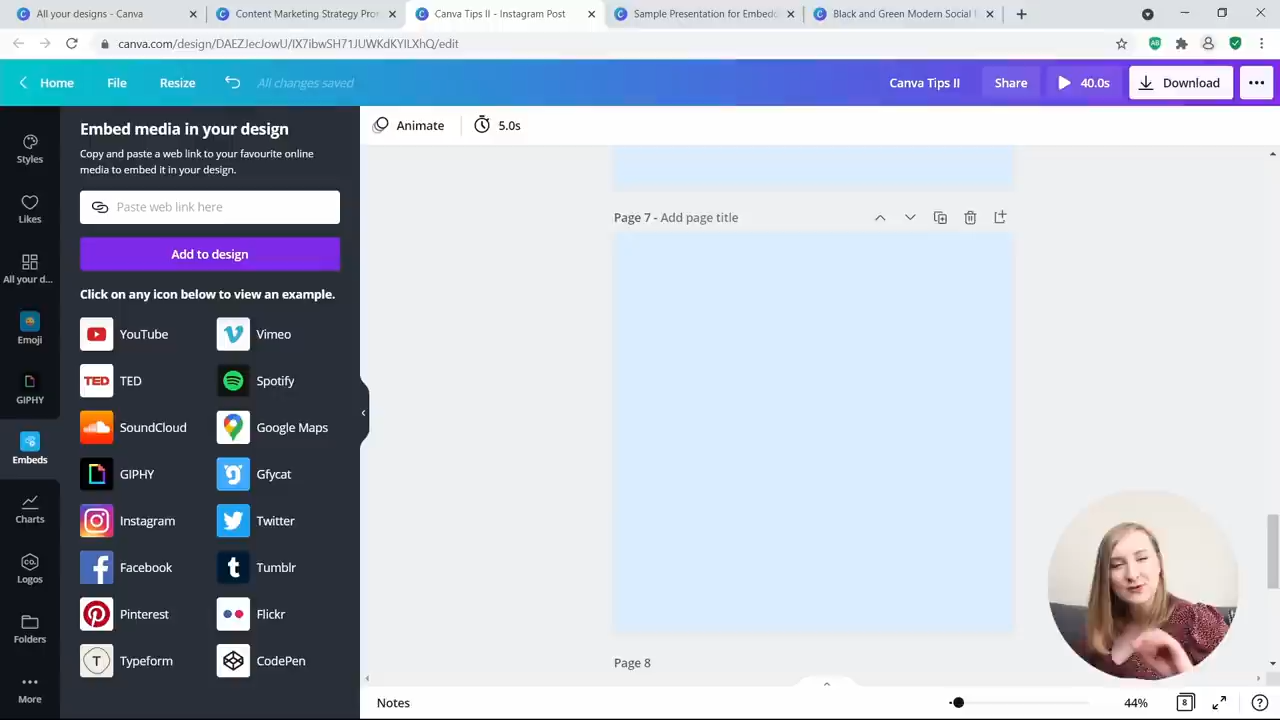 All your designs - Canva
Content Marketing Strategy Pro
Canva Tips II - Instagram Post
Sample Presentation for Embed
Black and Green Modern Social
canva.com/design/DAEZJecJowU/IX7ibwSH71JUWKdKYILXhQ/edit
Home
File
Resize
All changes saved
Canva Tips II
Share
40.0s
Download
Animate
5.0s
Styles
Likes
All your d...
Emoji
GIPHY
Embeds
Charts
CO.
Logos
Folders
More
Embed media in your design
Copy and paste a web link to your favourite online
media to embed it in your design.
Paste web link here
Add to design
Click on any icon below to view an example.
YouTube
Vimeo
TED
TED
Spotify
SoundCloud
Google Maps
GIPHY
Gfycat
Instagram
Twitter
Facebook
Tumblr
Pinterest
Flickr
T
Typeform
CodePen
Page 7 - Add page title
Page 8
Notes
44%
8